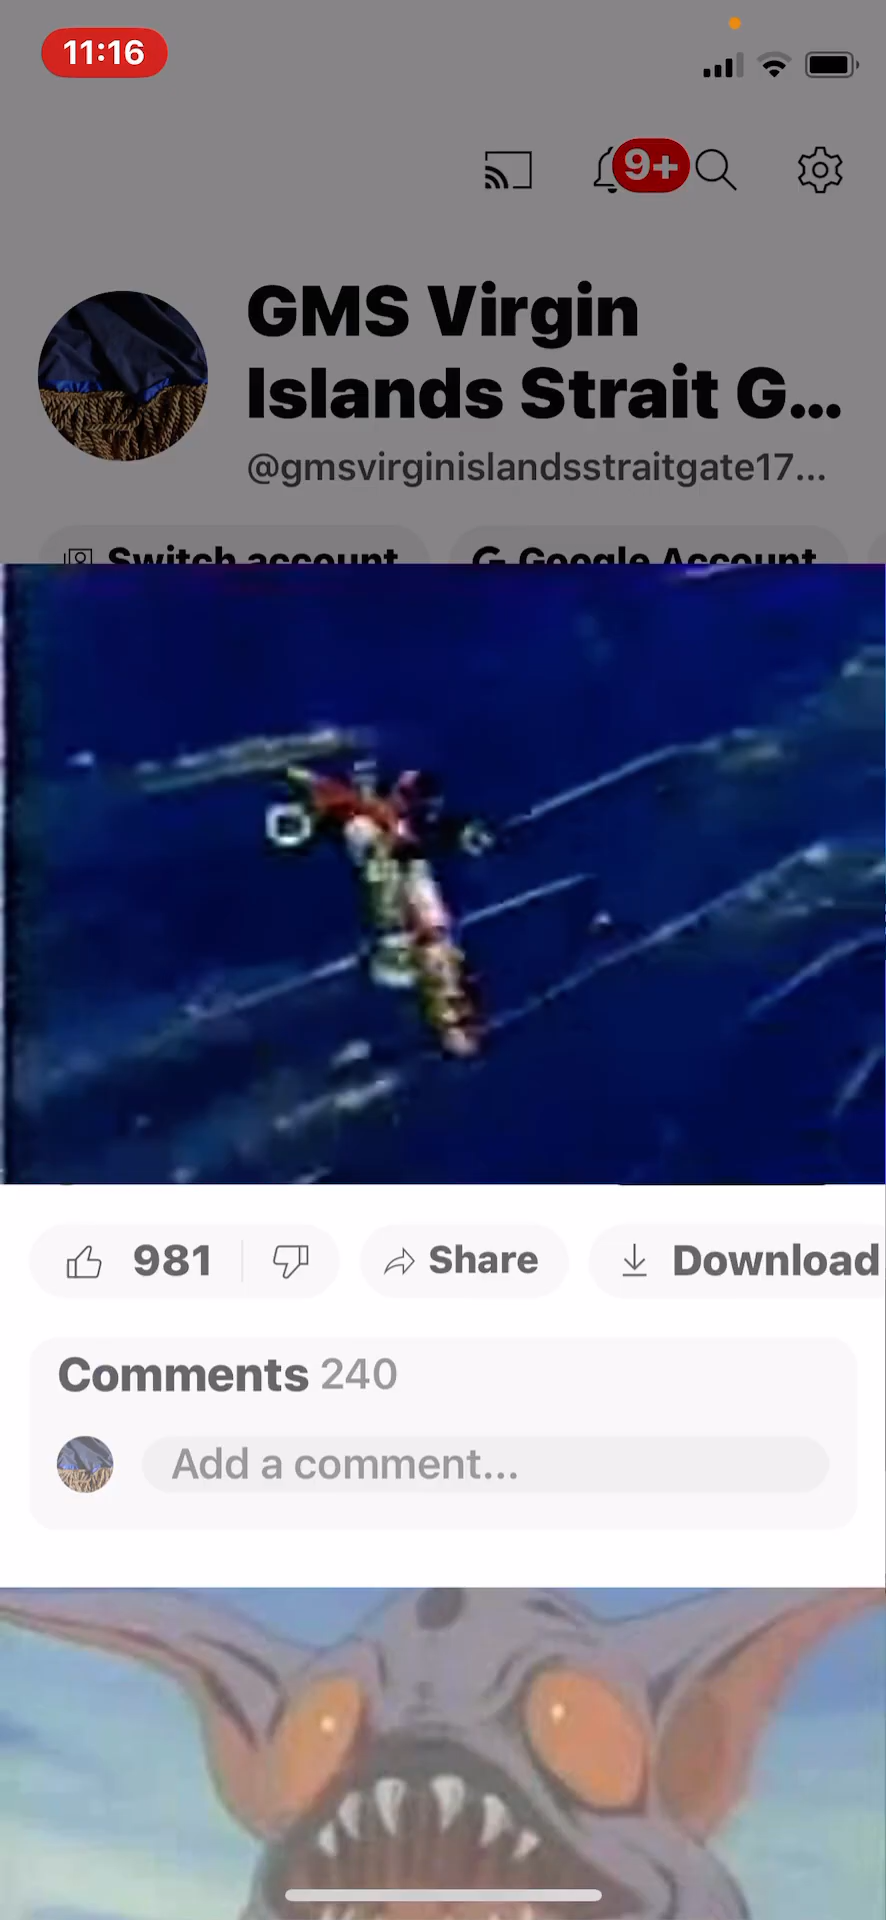 11:16
9+
GMS Virgin
Islands Strait G...
@gmsvirginislandsstraitgate17...
Switch account
G Google Account
981
Share
Download
Comments 240
Add a comment...